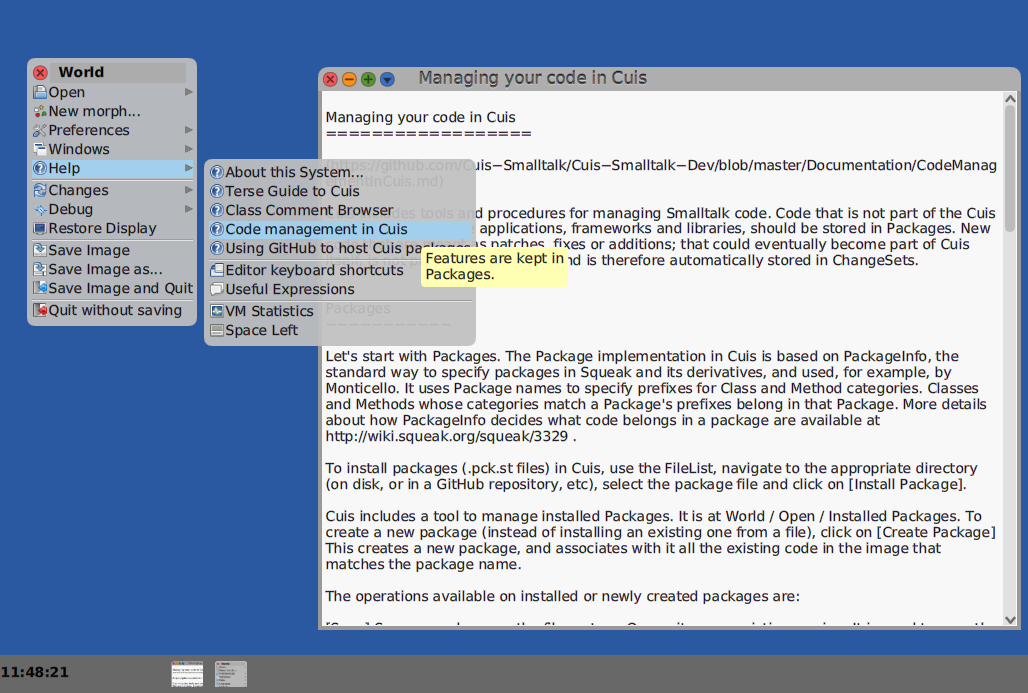 World
Open
New morph...
Preferences
Windows
Help
Changes
Debug
Restore Display
Save Image
Save Image as...
Save Image and Quit
Quit without saving
About this System...
Terse Guide to Cuis
Class Comment Browser
Code management in Cuis
Using GitHub to host Cuis packages
Editor keyboard shortcuts
Useful Expressions
VM Statistics
Space Left
Features are kept in
Packages.
Managing your code in Cuis
Managing your code in Cuis
==================
(https://github.com/Cuis-Smalltalk/Cuis-Smalltalk-Dev/blob/master/Documentation/CodeManag
ementInCuis.md)
Cuis includes tools and procedures for managing Smalltalk code. Code that is not part of the Cuis
applications, frameworks and libraries, should be stored in Packages. New
patches, fixes or additions; that could eventually become part of Cuis
and is therefore automatically stored in ChangeSets.
Packages
-----------
Let's start with Packages. The Package implementation in Cuis is based on PackageInfo, the
standard way to specify packages in Squeak and its derivatives, and used, for example, by
Monticello. It uses Package names to specify prefixes for Class and Method categories. Classes
and Methods whose categories match a Package's prefixes belong in that Package. More details
about how PackageInfo decides what code belongs in a package are available at
http://wiki.squeak.org/squeak/3329 .
To install packages (.pck.st files) in Cuis, use the FileList, navigate to the appropriate directory
(on disk, or in a GitHub repository, etc), select the package file and click on [Install Package].
Cuis includes a tool to manage installed Packages. It is at World / Open / Installed Packages. To
create a new package (instead of installing an existing one from a file), click on [Create Package]
This creates a new package, and associates with it all the existing code in the image that
matches the package name.
The operations available on installed or newly created packages are:
11:48:21